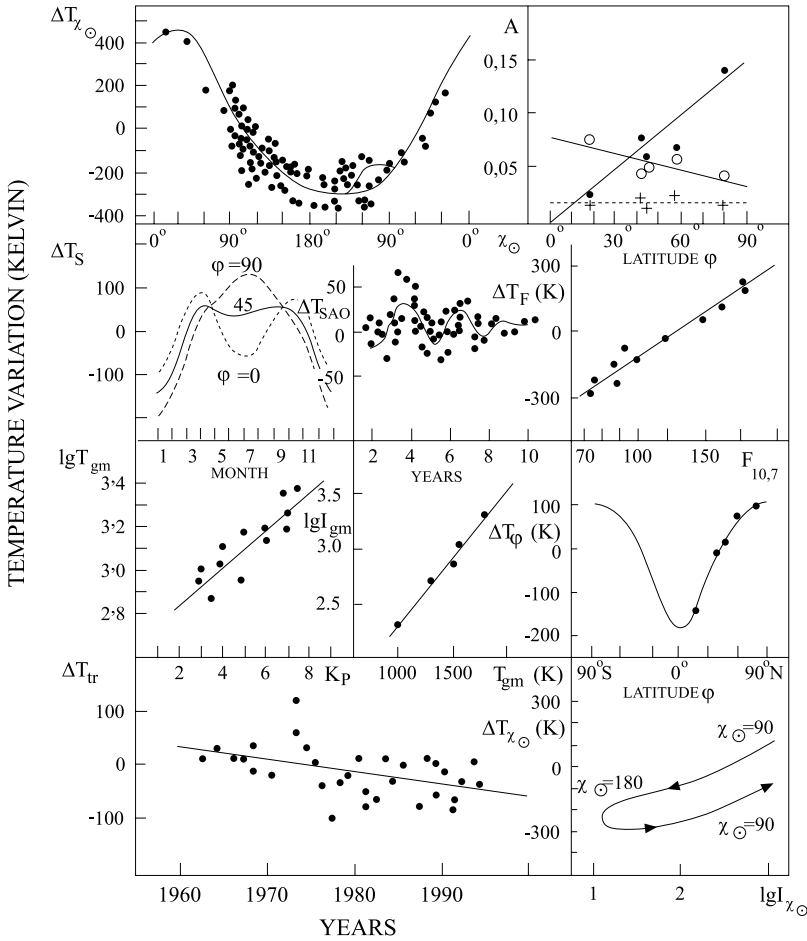 TEMPERATURE VARIATION (KELVIN)
ΔTχ☉
400
200
0
-200
-400
0° 90° 180° 90° 0° χ☉
A
0,15
0,10
0,05
0° 30° 60° 90°
LATITUDE φ
ΔTS
100
0
-100
φ=90
45
φ=0
1 3 5 7 9 11
MONTH
ΔTSAO
50
0
-50
2 4 6 8 10
YEARS
ΔTF (K)
300
0
-300
70 100 150 F10,7
lgTgm
3,4
3,2
3,0
2,8
2 4 6 8 KP
lgIgm
3.5
3.0
2.5
1000 1500 Tgm (K)
ΔTφ (K)
100
0
-100
-200
90°S 0° 90°N
LATITUDE φ
ΔTtr
100
0
-100
1960 1970 1980 1990
YEARS
ΔTχ☉ (K)
300
0
-300
χ☉=90
χ☉=180
χ☉=90
1 2 lgIχ☉